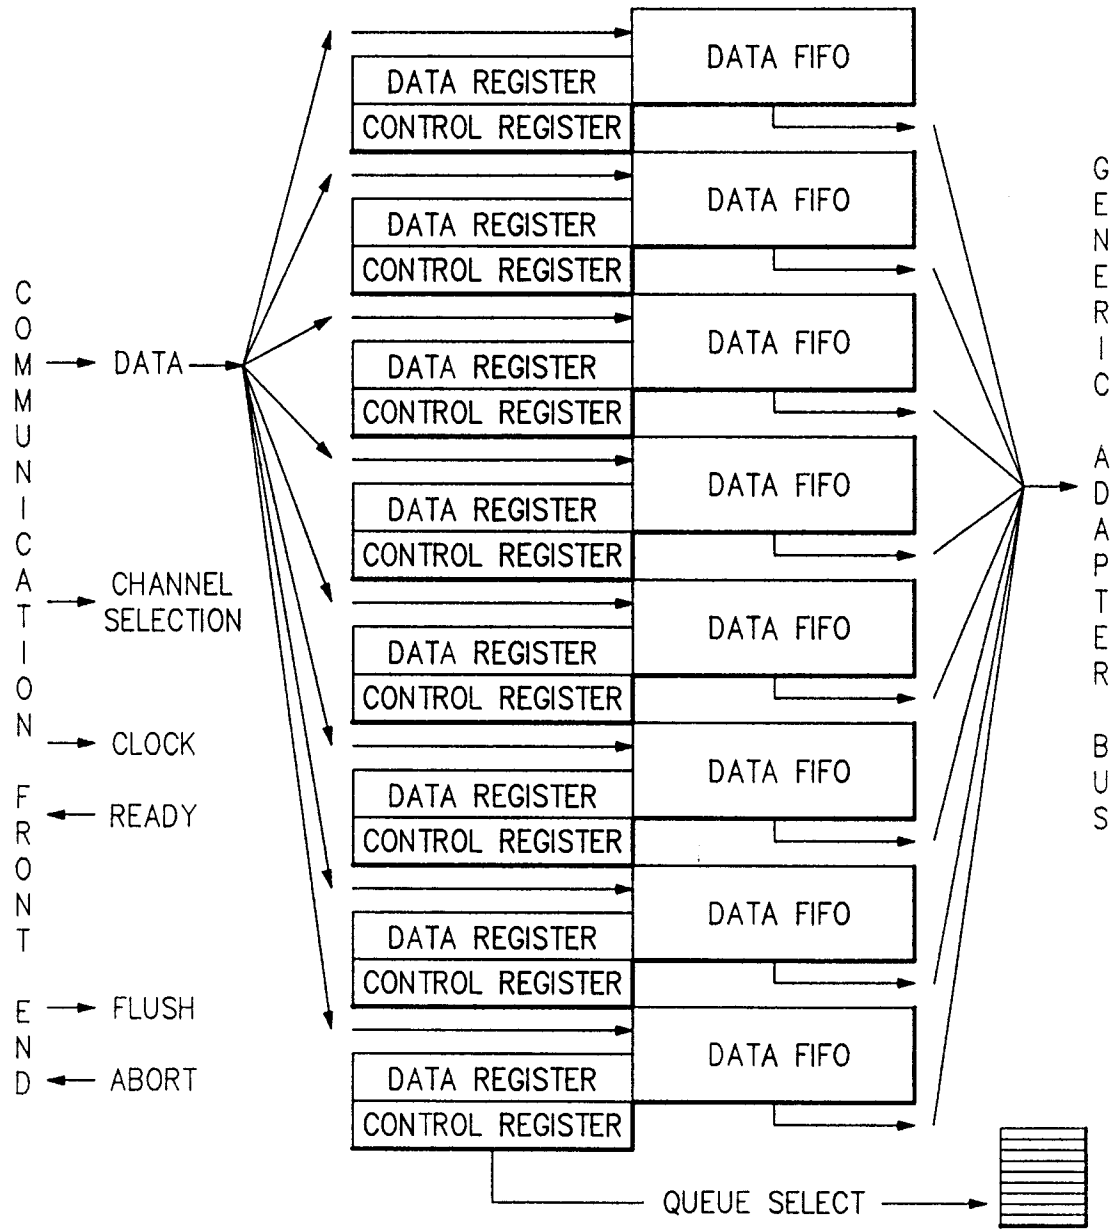 COMMUNICATION FRONT END
DATA
CHANNEL
SELECTION
CLOCK
READY
FLUSH
ABORT
DATA FIFO
DATA REGISTER
CONTROL REGISTER
DATA FIFO
DATA REGISTER
CONTROL REGISTER
DATA FIFO
DATA REGISTER
CONTROL REGISTER
DATA FIFO
DATA REGISTER
CONTROL REGISTER
DATA FIFO
DATA REGISTER
CONTROL REGISTER
DATA FIFO
DATA REGISTER
CONTROL REGISTER
DATA FIFO
DATA REGISTER
CONTROL REGISTER
DATA FIFO
DATA REGISTER
CONTROL REGISTER
QUEUE SELECT
GENERIC ADAPTER BUS